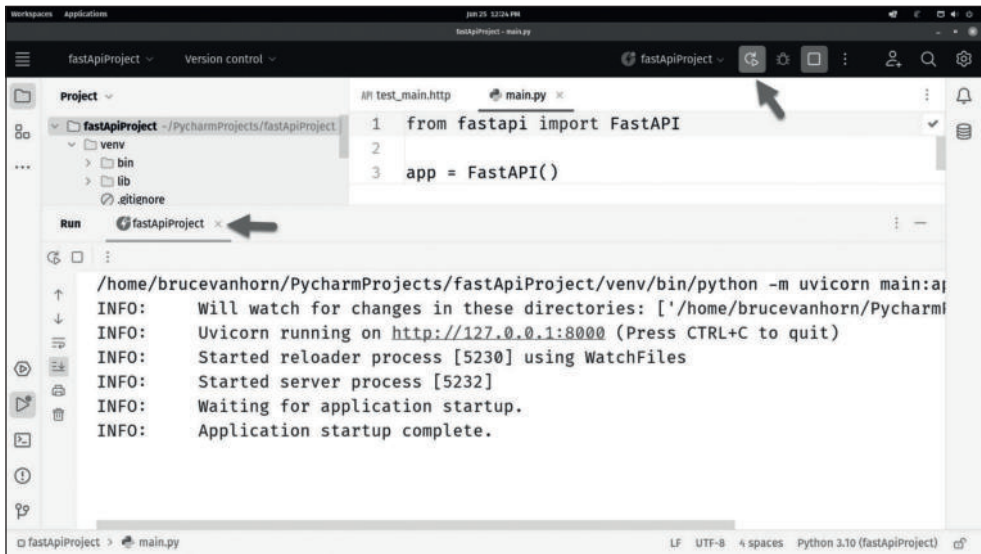 Workspaces Applications
Jan 25 12:24 PM
fastApiProject - main.py
fastApiProject
Version control
fastApiProject
Project
API test_main.http
main.py
fastApiProject ~/PycharmProjects/fastApiProject
venv
bin
lib
.gitignore
1 from fastapi import FastAPI
2
3 app = FastAPI()
Run
fastApiProject
/home/brucevanhorn/PycharmProjects/fastApiProject/venv/bin/python -m uvicorn main:ap
INFO: Will watch for changes in these directories: ['/home/brucevanhorn/Pycharm
INFO: Uvicorn running on http://127.0.0.1:8000 (Press CTRL+C to quit)
INFO: Started reloader process [5230] using WatchFiles
INFO: Started server process [5232]
INFO: Waiting for application startup.
INFO: Application startup complete.
fastApiProject > main.py
LF UTF-8 4 spaces Python 3.10 (fastApiProject)